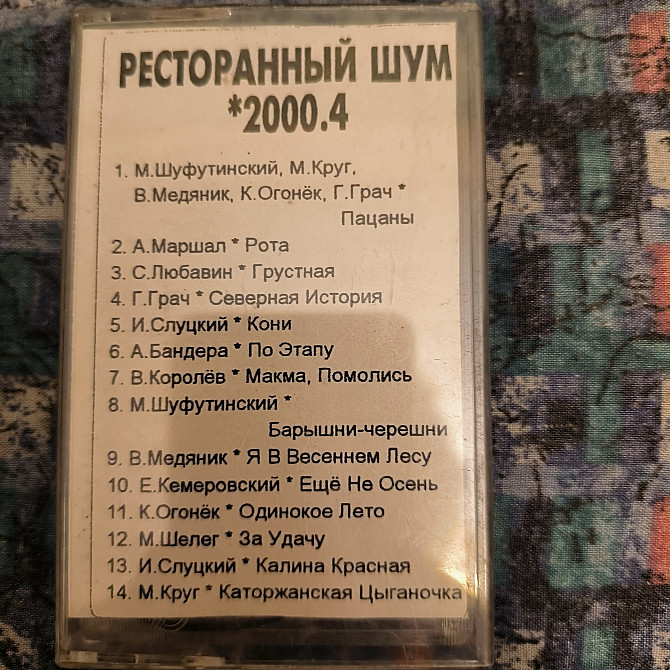 РЕСТОРАННЫЙ ШУМ
*2000.4
1. М.Шуфутинский, М.Круг,
В.Медяник, К.Огонёк, Г.Грач *
Пацаны
2. А.Маршал * Рота
3. С.Любавин * Грустная
4. Г.Грач * Северная История
5. И.Слуцкий * Кони
6. А.Бандера * По Этапу
7. В.Королёв * Макма, Помолись
8. М.Шуфутинский *
Барышни-черешни
9. В.Медяник * Я В Весеннем Лесу
10. Е.Кемеровский * Ещё Не Осень
11. К.Огонёк * Одинокое Лето
12. М.Шелег * За Удачу
13. И.Слуцкий * Калина Красная
14. М.Круг * Каторжанская Цыганочка